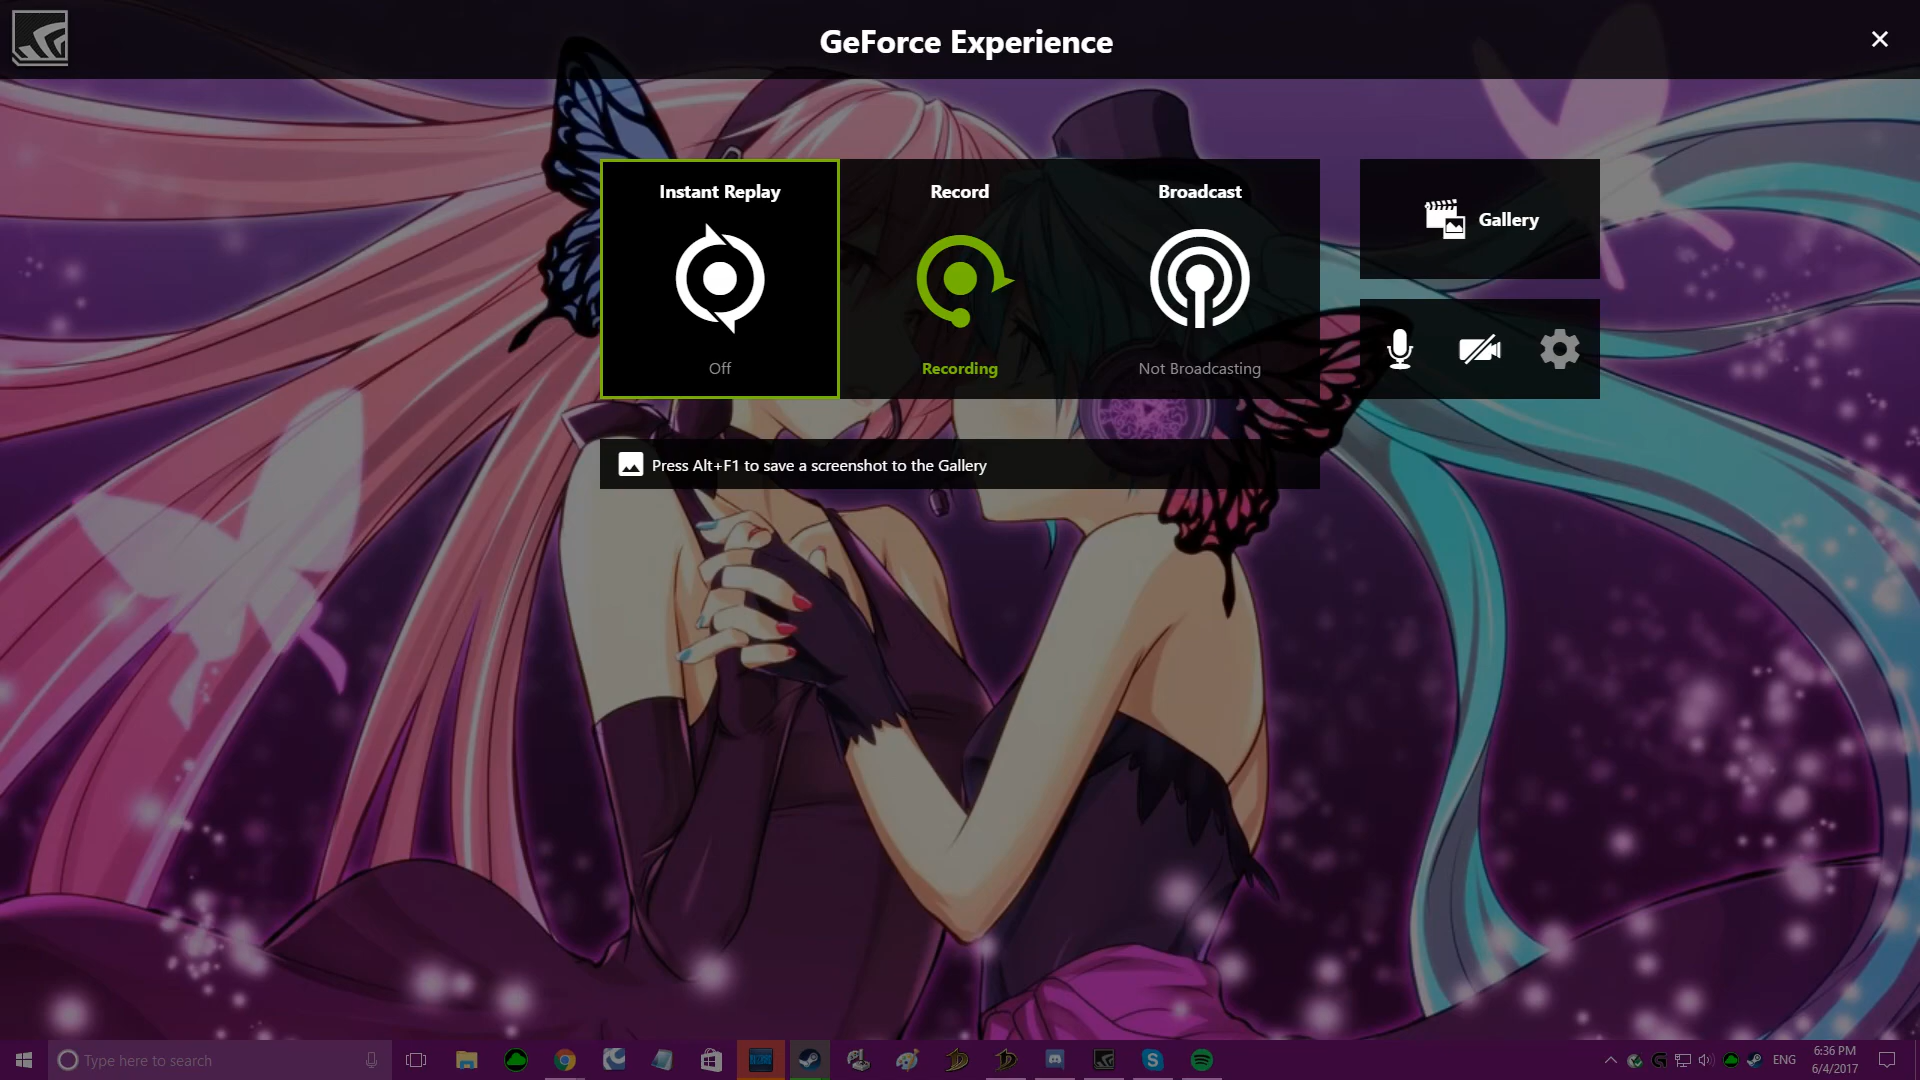 GeForce Experience
Instant Replay
Record
Broadcast
Gallery
Off
Recording
Not Broadcasting
Press Alt+F1 to save a screenshot to the Gallery
Type here to search
ENG
6:36 PM
6/4/2017